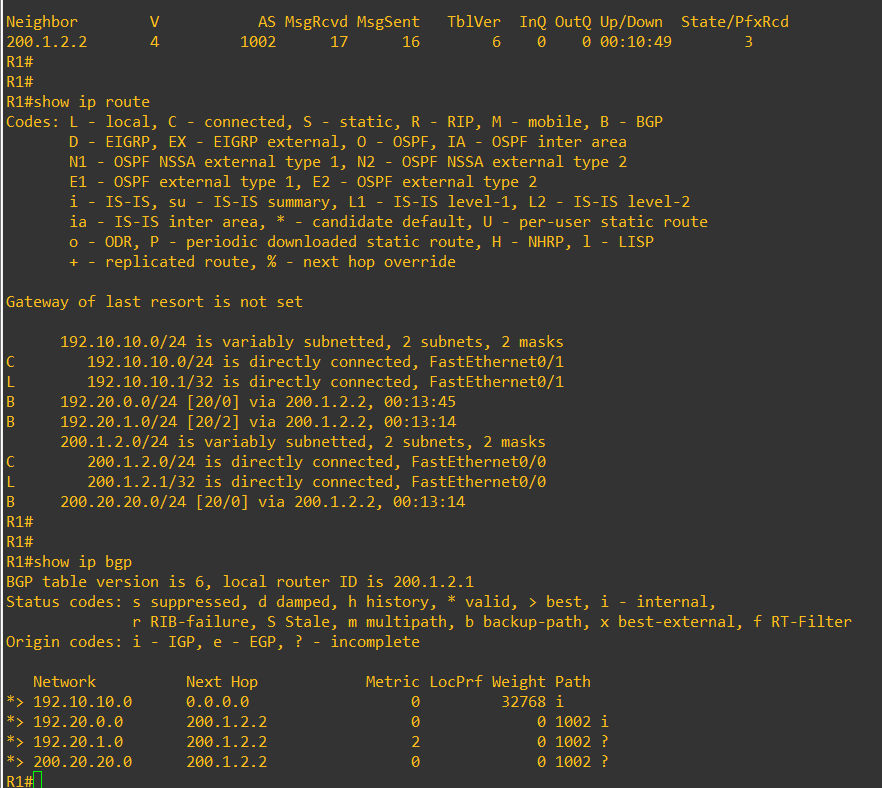 Neighbor        V           AS MsgRcvd MsgSent   TblVer  InQ OutQ Up/Down  State/PfxRcd
200.1.2.2       4         1002      17      16        6    0    0 00:10:49        3
R1#
R1#
R1#show ip route
Codes: L - local, C - connected, S - static, R - RIP, M - mobile, B - BGP
       D - EIGRP, EX - EIGRP external, O - OSPF, IA - OSPF inter area
       N1 - OSPF NSSA external type 1, N2 - OSPF NSSA external type 2
       E1 - OSPF external type 1, E2 - OSPF external type 2
       i - IS-IS, su - IS-IS summary, L1 - IS-IS level-1, L2 - IS-IS level-2
       ia - IS-IS inter area, * - candidate default, U - per-user static route
       o - ODR, P - periodic downloaded static route, H - NHRP, l - LISP
       + - replicated route, % - next hop override
Gateway of last resort is not set
      192.10.10.0/24 is variably subnetted, 2 subnets, 2 masks
C        192.10.10.0/24 is directly connected, FastEthernet0/1
L        192.10.10.1/32 is directly connected, FastEthernet0/1
B     192.20.0.0/24 [20/0] via 200.1.2.2, 00:13:45
B     192.20.1.0/24 [20/2] via 200.1.2.2, 00:13:14
      200.1.2.0/24 is variably subnetted, 2 subnets, 2 masks
C        200.1.2.0/24 is directly connected, FastEthernet0/0
L        200.1.2.1/32 is directly connected, FastEthernet0/0
B     200.20.20.0/24 [20/0] via 200.1.2.2, 00:13:14
R1#
R1#
R1#show ip bgp
BGP table version is 6, local router ID is 200.1.2.1
Status codes: s suppressed, d damped, h history, * valid, > best, i - internal,
              r RIB-failure, S Stale, m multipath, b backup-path, x best-external, f RT-Filter
Origin codes: i - IGP, e - EGP, ? - incomplete
   Network          Next Hop            Metric LocPrf Weight Path
*> 192.10.10.0      0.0.0.0                  0         32768 i
*> 192.20.0.0       200.1.2.2                0             0 1002 i
*> 192.20.1.0       200.1.2.2                2             0 1002 ?
*> 200.20.20.0      200.1.2.2                0             0 1002 ?
R1#